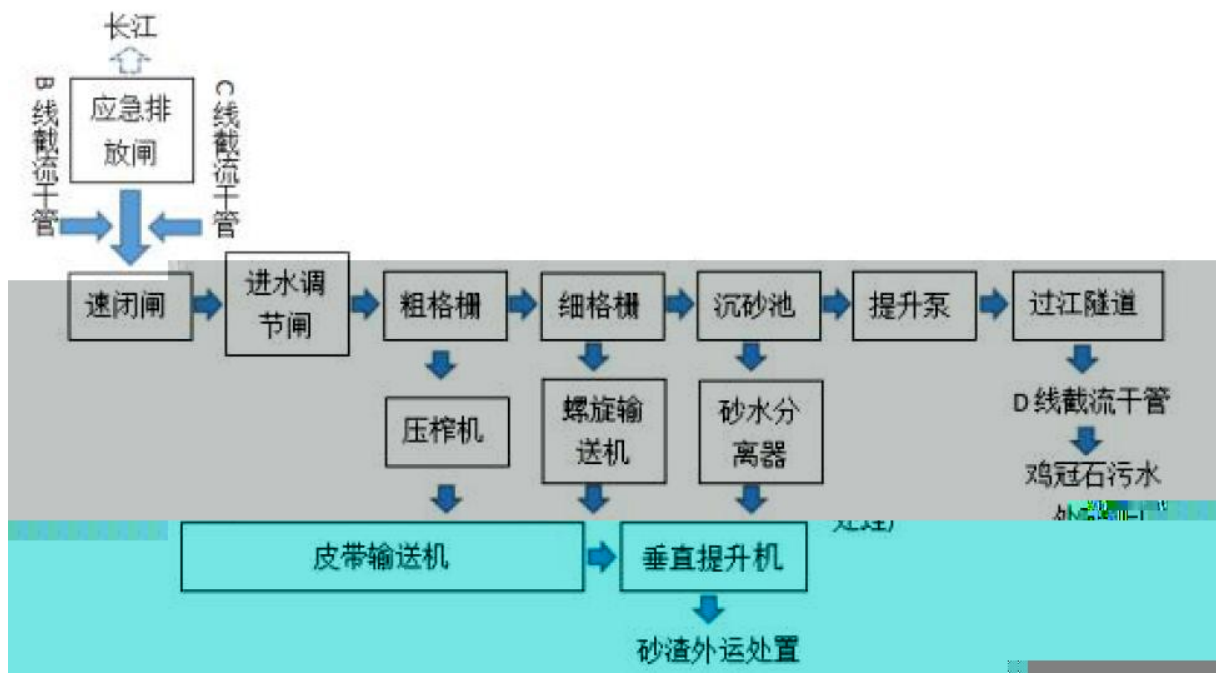 长江
B线截流干管
应急排
放闸
C线截流干管
速闭闸
进水调
节闸
粗格栅
细格栅
沉砂池
提升泵
过江隧道
压榨机
螺旋输
送机
砂水分
离器
D线截流干管
鸡冠石污水
皮带输送机
垂直提升机
砂渣外运处置